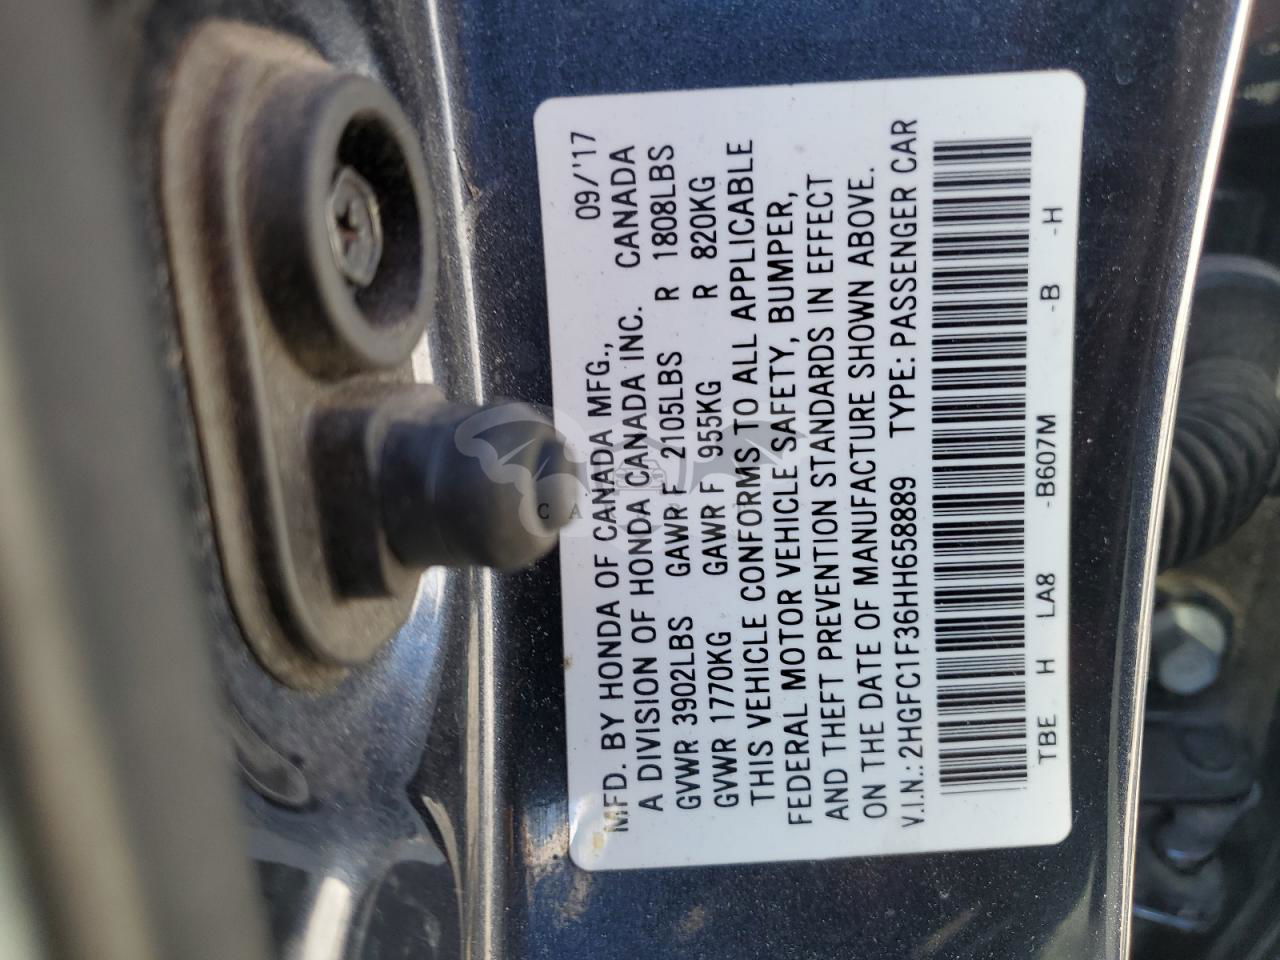 MFD. BY HONDA OF CANADA MFG., 09/'17
A DIVISION OF HONDA CANADA INC. CANADA
GVWR 3902LBS GAWR F 2105LBS R 1808LBS
GVWR 1770KG GAWR F 955KG R 820KG
THIS VEHICLE CONFORMS TO ALL APPLICABLE
FEDERAL MOTOR VEHICLE SAFETY, BUMPER,
AND THEFT PREVENTION STANDARDS IN EFFECT
ON THE DATE OF MANUFACTURE SHOWN ABOVE.
V.I.N.: 2HGFC1F36HH658889 TYPE: PASSENGER CAR
TBE H LA8 -B607M -B -H